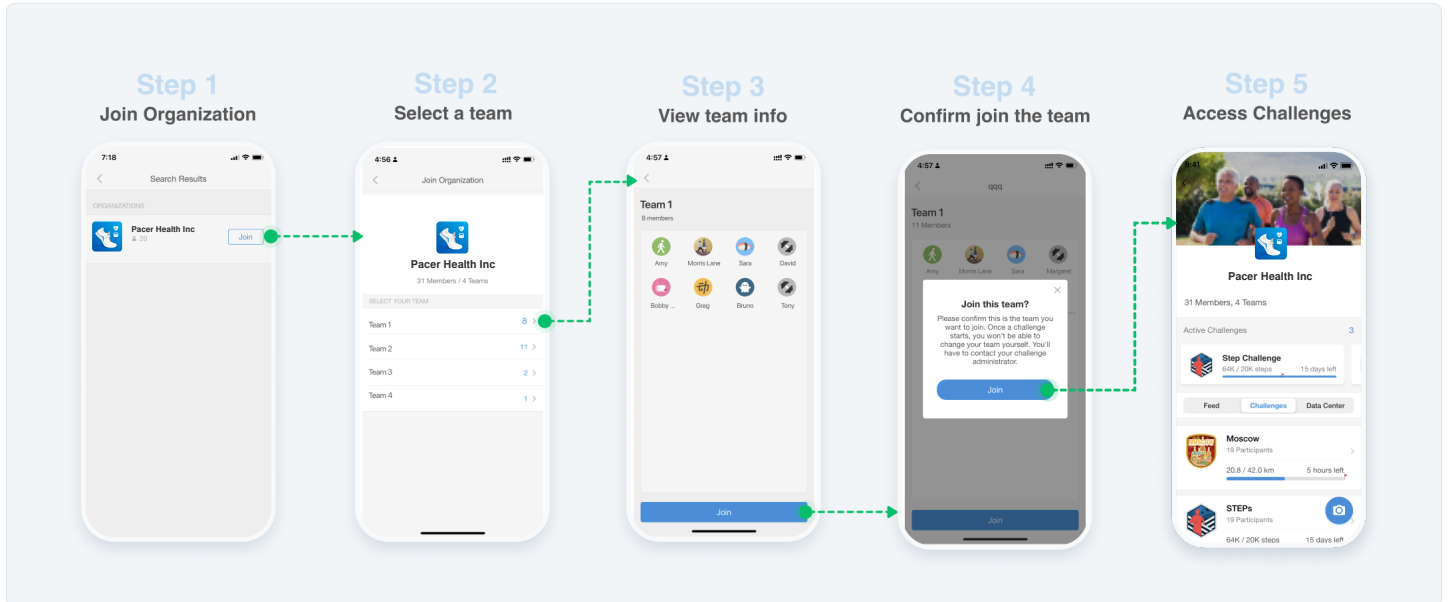 Step 1
Join Organization
7:18
Search Results
ORGANIZATIONS
Pacer Health Inc
20
Join
Step 2
Select a team
4:56
Join Organization
Pacer Health Inc
31 Members / 4 Teams
SELECT YOUR TEAM
Team 1 8
Team 2 11
Team 3 2
Team 4 1
Step 3
View team info
4:57
Team 1
8 members
Amy Morris Lane Sara David
动
Bobby ... Greg Bruno Tony
Join
Step 4
Confirm join the team
4:57
qqq
Team 1
11 Members
Amy Morris Lane Sara Margaret
Join this team?
Please confirm this is the team you
want to join. Once a challenge
starts, you won't be able to
change your team yourself. You'll
have to contact your challenge
administrator.
Join
Join
Step 5
Access Challenges
9:41
Pacer Health Inc
31 Members, 4 Teams
Active Challenges 3
Step Challenge
64K / 20K steps 15 days left
Feed Challenges Data Center
Moscow
19 Participants
20.8 / 42.0 km 5 hours left
STEPs
19 Participants
64K / 20K steps 15 days left